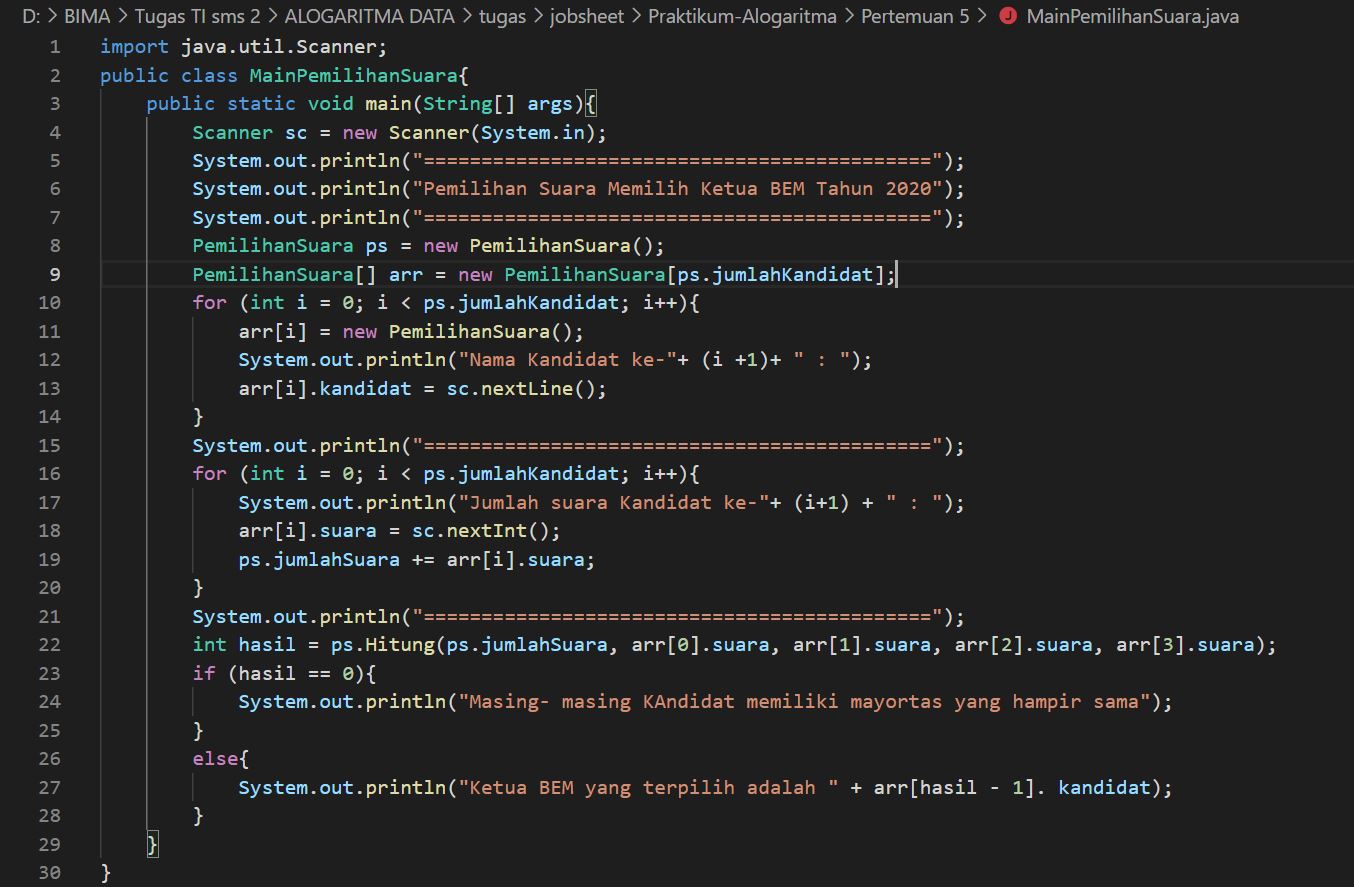 D: > BIMA > Tugas TI sms 2 > ALOGARITMA DATA > tugas > jobsheet > Praktikum-Alogaritma > Pertemuan 5 > J MainPemilihanSuara.java
1 import java.util.Scanner;
2 public class MainPemilihanSuara{
3     public static void main(String[] args){
4         Scanner sc = new Scanner(System.in);
5         System.out.println("============================================");
6         System.out.println("Pemilihan Suara Memilih Ketua BEM Tahun 2020");
7         System.out.println("============================================");
8         PemilihanSuara ps = new PemilihanSuara();
9         PemilihanSuara[] arr = new PemilihanSuara[ps.jumlahKandidat];
10         for (int i = 0; i < ps.jumlahKandidat; i++){
11             arr[i] = new PemilihanSuara();
12             System.out.println("Nama Kandidat ke-"+ (i +1)+ " : ");
13             arr[i].kandidat = sc.nextLine();
14         }
15         System.out.println("============================================");
16         for (int i = 0; i < ps.jumlahKandidat; i++){
17             System.out.println("Jumlah suara Kandidat ke-"+ (i+1) + " : ");
18             arr[i].suara = sc.nextInt();
19             ps.jumlahSuara += arr[i].suara;
20         }
21         System.out.println("============================================");
22         int hasil = ps.Hitung(ps.jumlahSuara, arr[0].suara, arr[1].suara, arr[2].suara, arr[3].suara);
23         if (hasil == 0){
24             System.out.println("Masing- masing KAndidat memiliki mayortas yang hampir sama");
25         }
26         else{
27             System.out.println("Ketua BEM yang terpilih adalah " + arr[hasil - 1]. kandidat);
28         }
29     }
30 }